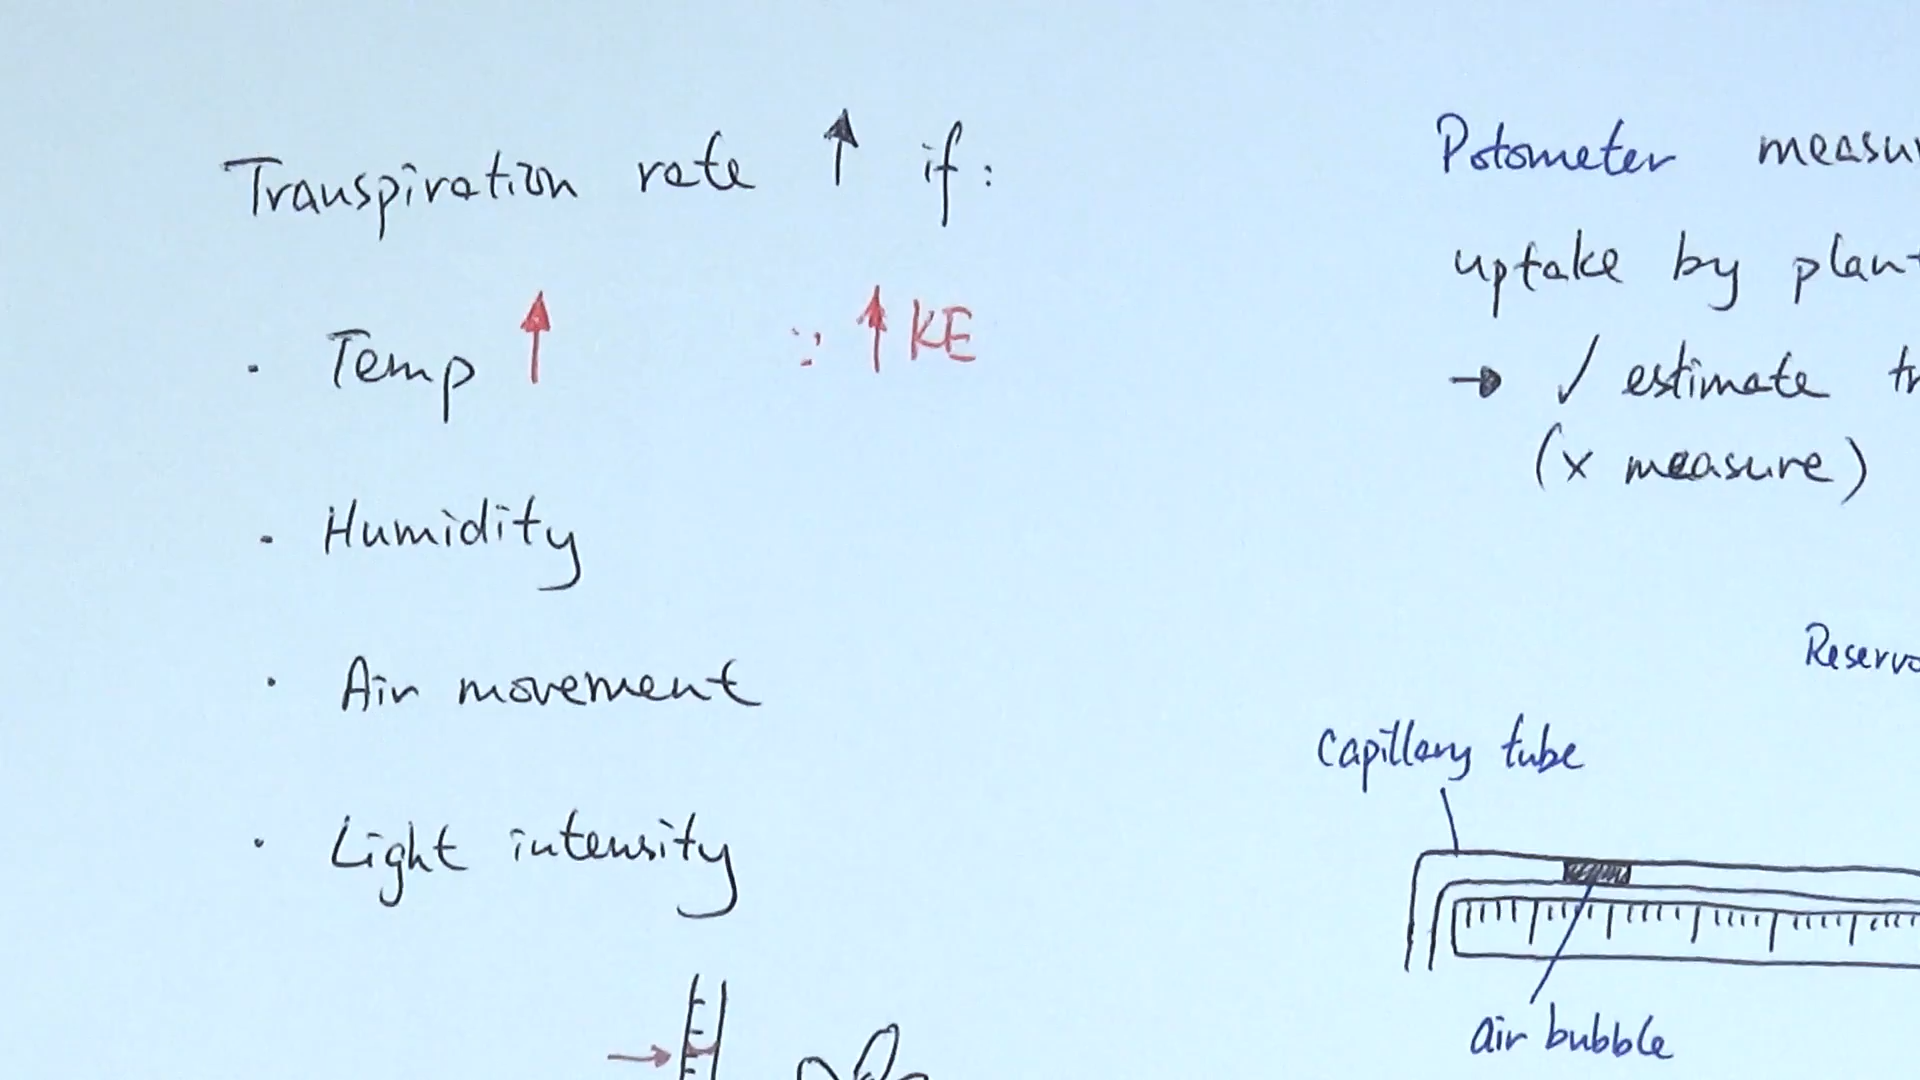 Transpiration rate ↑ if:
· Temp ↑ ∵ ↑ KE
· Humidity
· Air movement
· Light intensity
Potometer
uptake by
→ ✓ estimate
(x measure)
capillary tube
air bubble